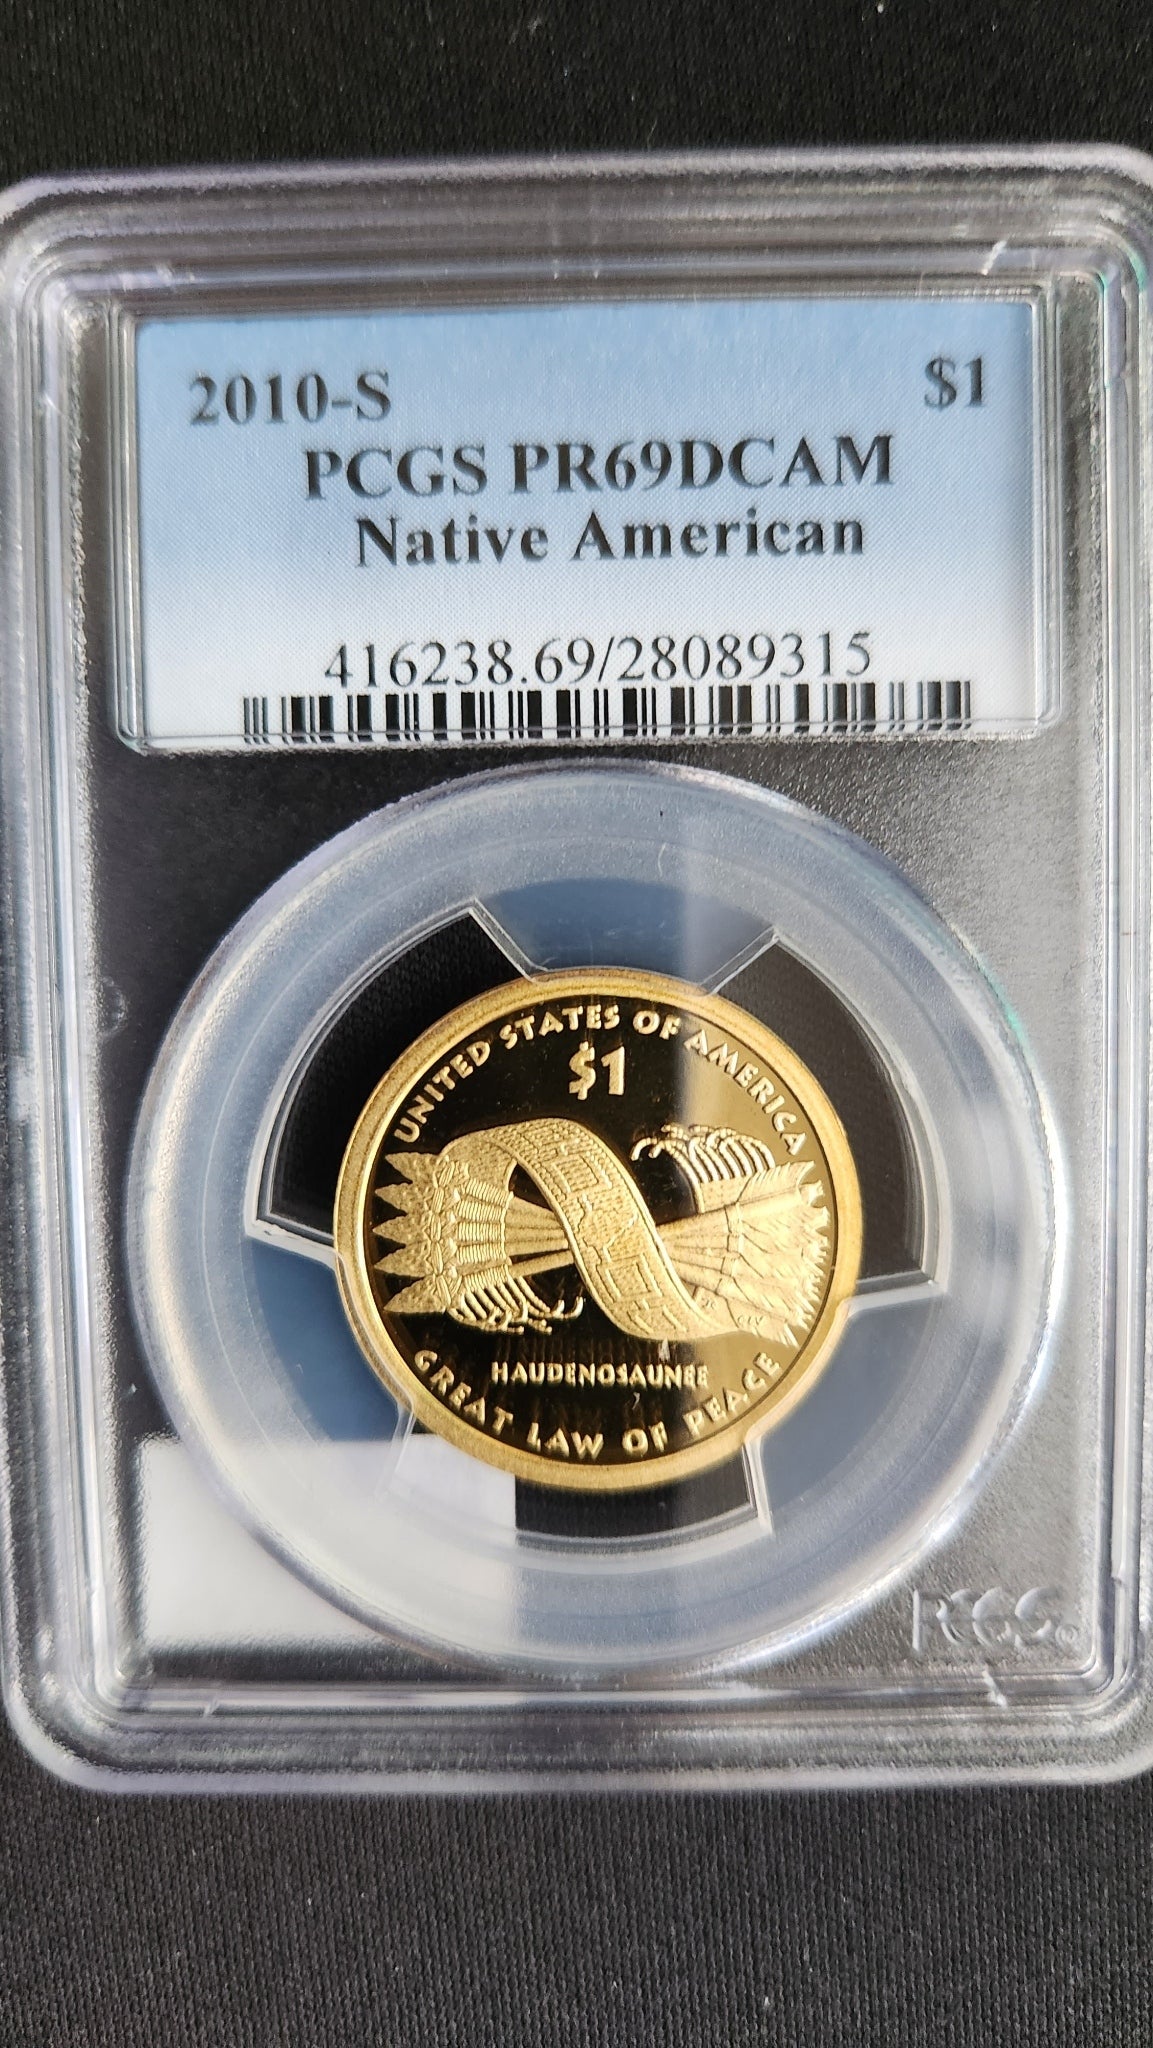 2010-S $1
PCGS PR69DCAM
Native American
416238.69/28089315
UNITED STATES OF AMERICA
$1
HAUDENOSAUNEE
GREAT LAW OF PEACE
PCGS